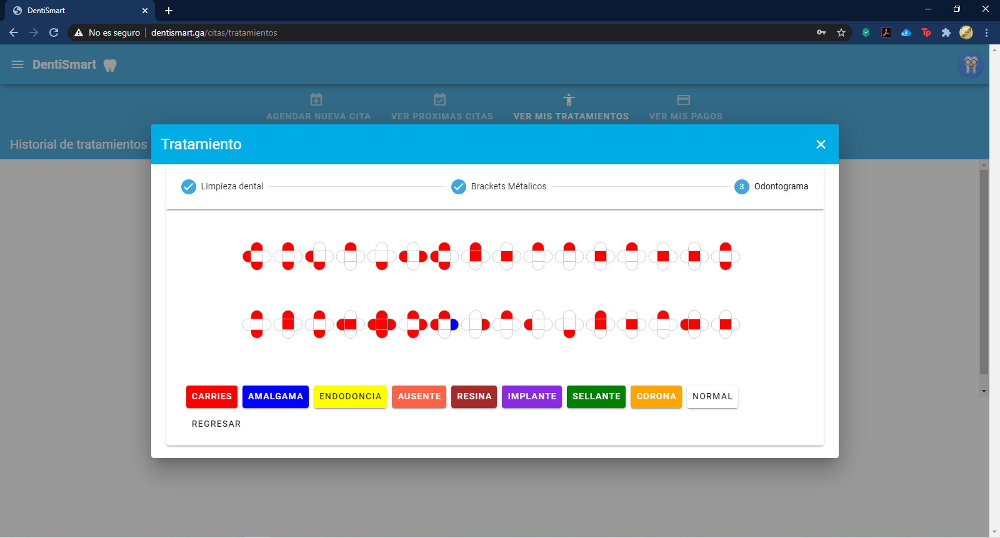 DentiSmart
No es seguro | dentismart.ga/citas/tratamientos
Tp
DentiSmart
AGENDAR NUEVA CITA VER PROXIMAS CITAS VER MIS TRATAMIENTOS VER MIS PAGOS
Historial de tratamientos
Tratamiento
Limpieza dental Brackets Métalicos 3 Odontograma
CARRIES AMALGAMA ENDODONCIA AUSENTE RESINA IMPLANTE SELLANTE CORONA NORMAL
REGRESAR